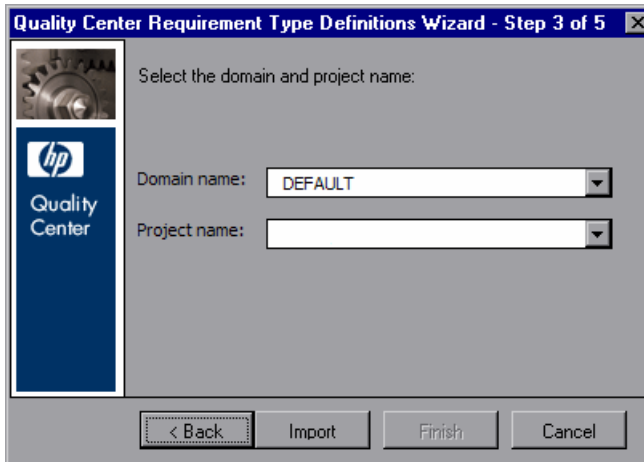 Quality Center Requirement Type Definitions Wizard - Step 3 of 5
Select the domain and project name:
hp
Quality
Center
Domain name: DEFAULT
Project name:
< Back Import Finish Cancel